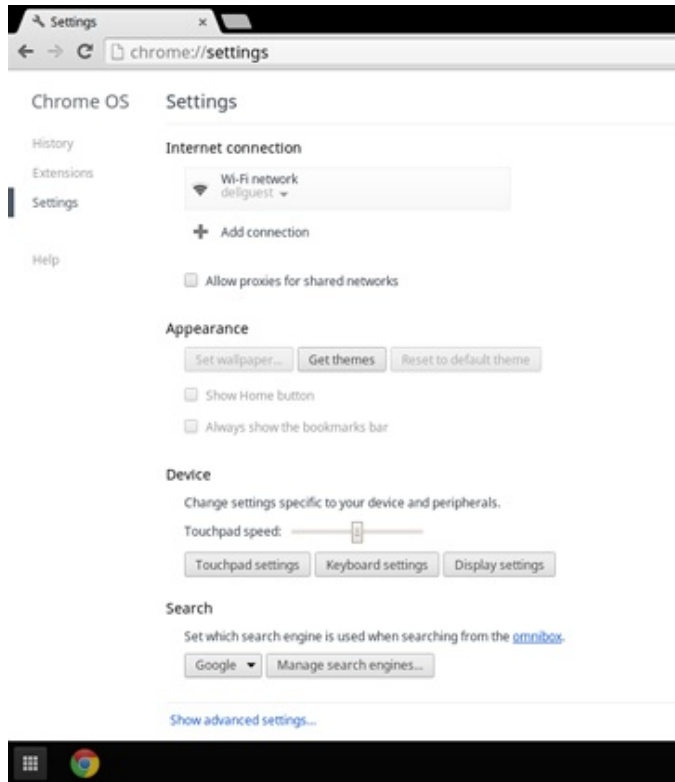 Settings
chrome://settings
Chrome OS
Settings
History
Extensions
Settings
Help
Internet connection
Wi-Fi network
dellguest
Add connection
Allow proxies for shared networks
Appearance
Set wallpaper... Get themes Reset to default theme
Show Home button
Always show the bookmarks bar
Device
Change settings specific to your device and peripherals.
Touchpad speed:
Touchpad settings Keyboard settings Display settings
Search
Set which search engine is used when searching from the omnibox.
Google Manage search engines...
Show advanced settings...